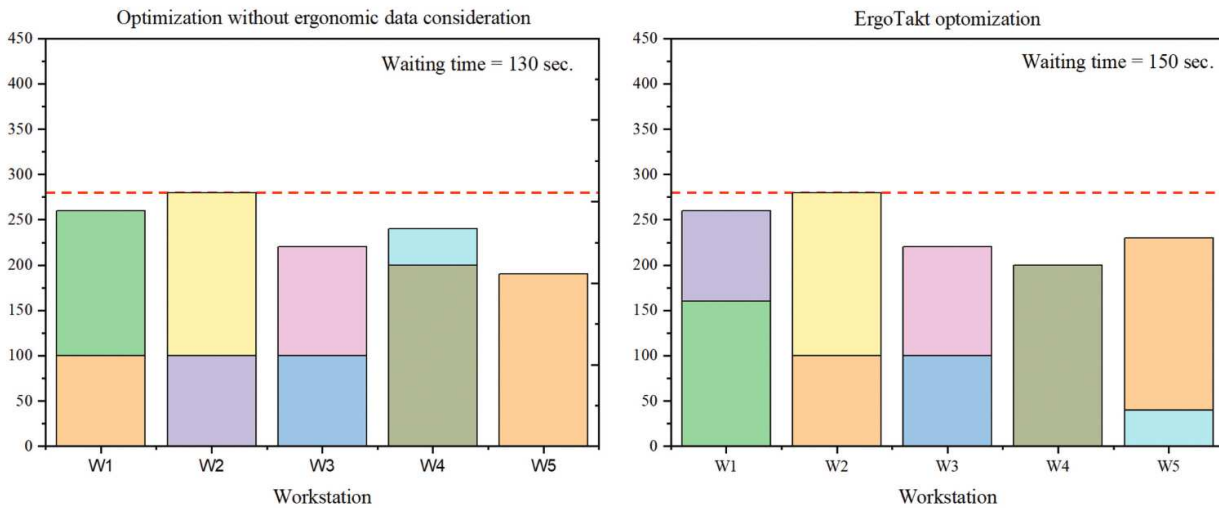 Optimization without ergonomic data consideration
Waiting time = 130 sec.
450
400
350
300
250
200
150
100
50
0
W1 W2 W3 W4 W5
Workstation
ErgoTakt optomization
Waiting time = 150 sec.
450
400
350
300
250
200
150
100
50
0
W1 W2 W3 W4 W5
Workstation